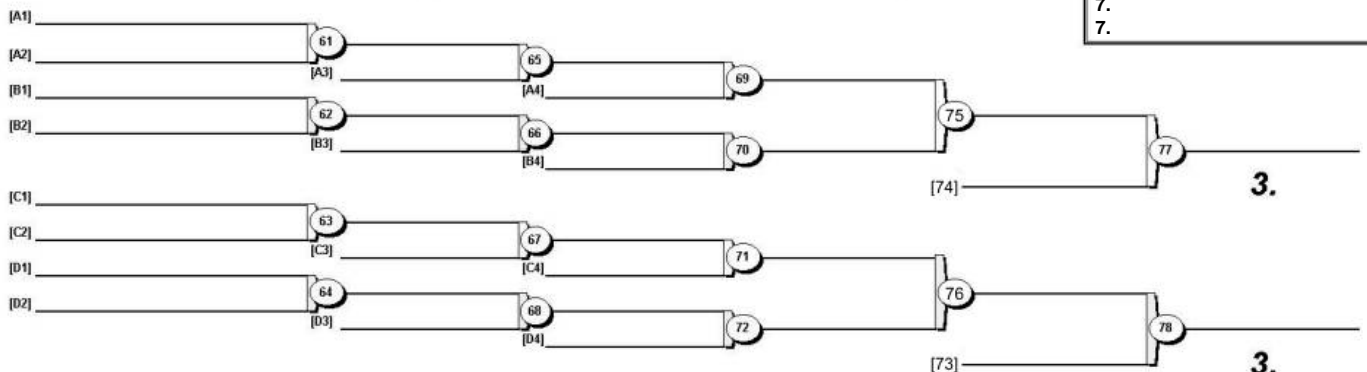 7.
7.
[A1]
61
[A2]
[A3]
65
[A4]
69
[B1]
62
[B2]
[B3]
66
[B4]
70
75
77
[74]
3.
[C1]
63
[C2]
[C3]
67
[C4]
71
[D1]
64
[D2]
[D3]
68
[D4]
72
76
78
[73]
3.